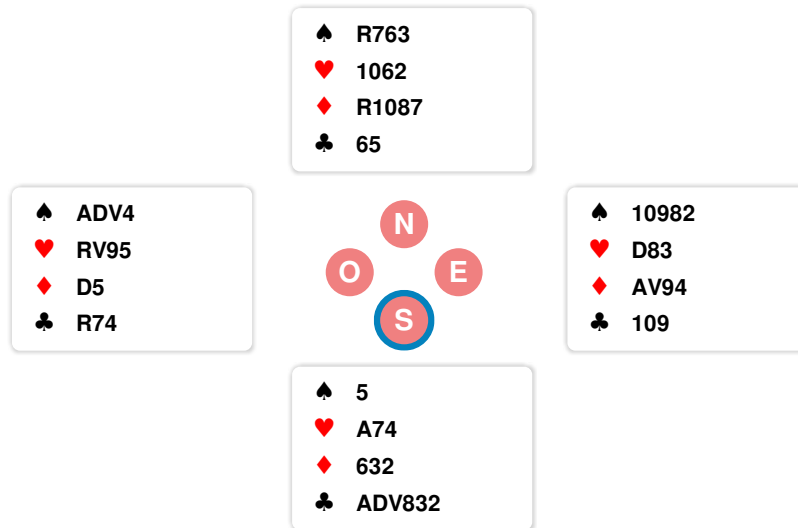 ♠ R763
♥ 1062
♦ R1087
♣ 65
♠ ADV4
♥ RV95
♦ D5
♣ R74
N
O E
S
♠ 10982
♥ D83
♦ AV94
♣ 109
♠ 5
♥ A74
♦ 632
♣ ADV832